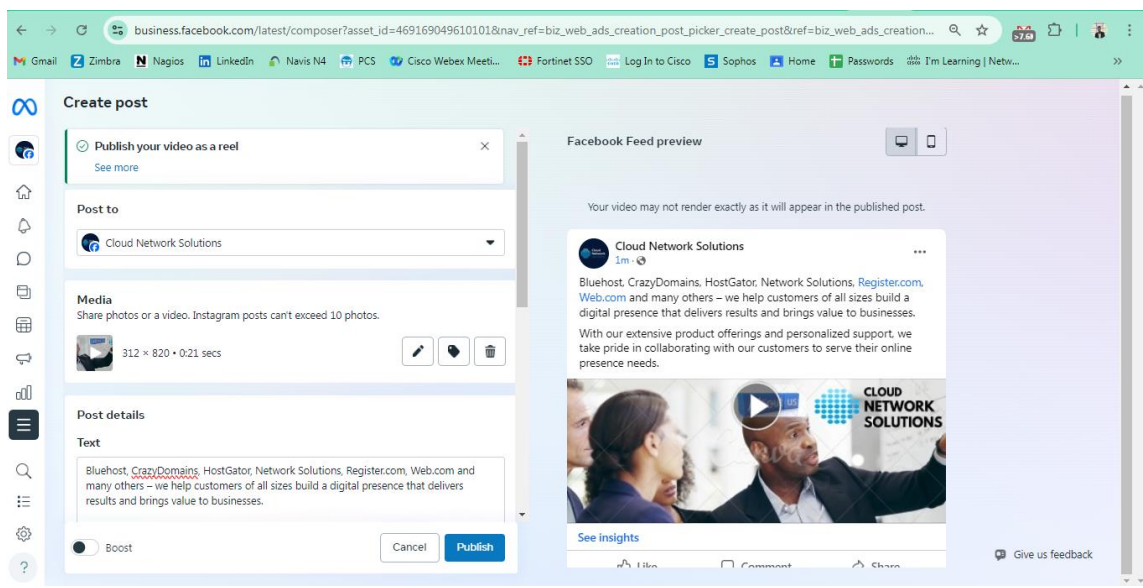 business.facebook.com/latest/composer?asset_id=469169049610101&nav_ref=biz_web_ads_creation_post_picker_create_post&ref=biz_web_ads_creation...
>7.6d
Gmail Zimbra Nagios LinkedIn Navis N4 PCS Cisco Webex Meeti... Fortinet SSO Log In to Cisco Sophos Home Passwords I'm Learning | Netw... »
Create post
Publish your video as a reel
See more
Post to
Cloud Network Solutions
Media
Share photos or a video. Instagram posts can't exceed 10 photos.
312 × 820 • 0:21 secs
Post details
Text
Bluehost, CrazyDomains, HostGator, Network Solutions, Register.com, Web.com and
many others – we help customers of all sizes build a digital presence that delivers
results and brings value to businesses.
Boost
Cancel
Publish
Facebook Feed preview
Your video may not render exactly as it will appear in the published post.
Cloud Network Solutions
1m
Bluehost, CrazyDomains, HostGator, Network Solutions, Register.com,
Web.com and many others – we help customers of all sizes build a
digital presence that delivers results and brings value to businesses.
With our extensive product offerings and personalized support, we
take pride in collaborating with our customers to serve their online
presence needs.
US
CLOUD
NETWORK
SOLUTIONS
See insights
Like Comment Share
Give us feedback